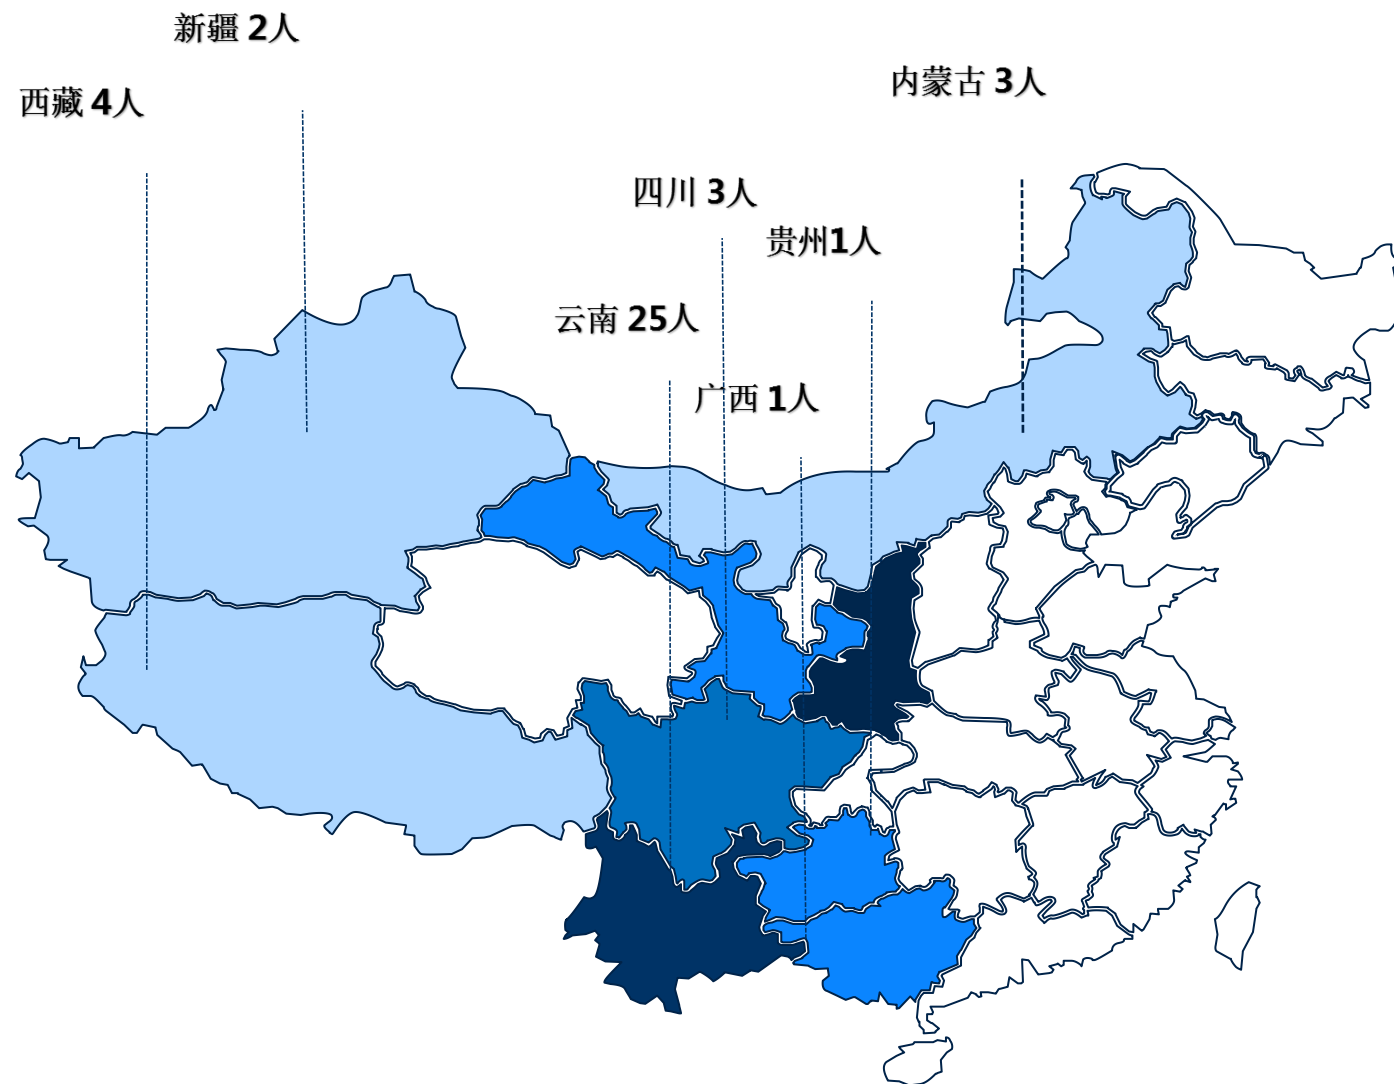 新疆 2人
西藏 4人
内蒙古 3人
四川 3人
贵州1人
云南 25人
广西 1人